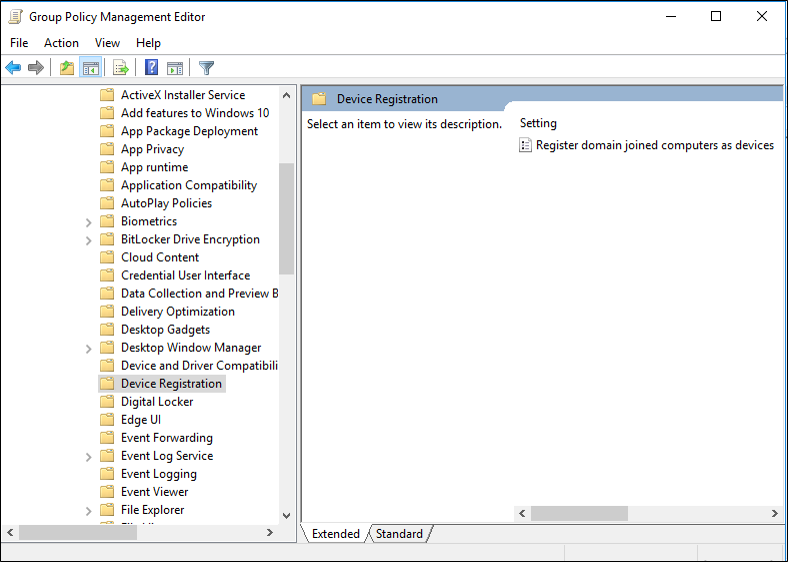 Group Policy Management Editor
File Action View Help
ActiveX Installer Service
Add features to Windows 10
App Package Deployment
App Privacy
App runtime
Application Compatibility
AutoPlay Policies
Biometrics
BitLocker Drive Encryption
Cloud Content
Credential User Interface
Data Collection and Preview B
Delivery Optimization
Desktop Gadgets
Desktop Window Manager
Device and Driver Compatibili
Device Registration
Digital Locker
Edge UI
Event Forwarding
Event Log Service
Event Logging
Event Viewer
File Explorer
Device Registration
Select an item to view its description.
Setting
Register domain joined computers as devices
Extended Standard